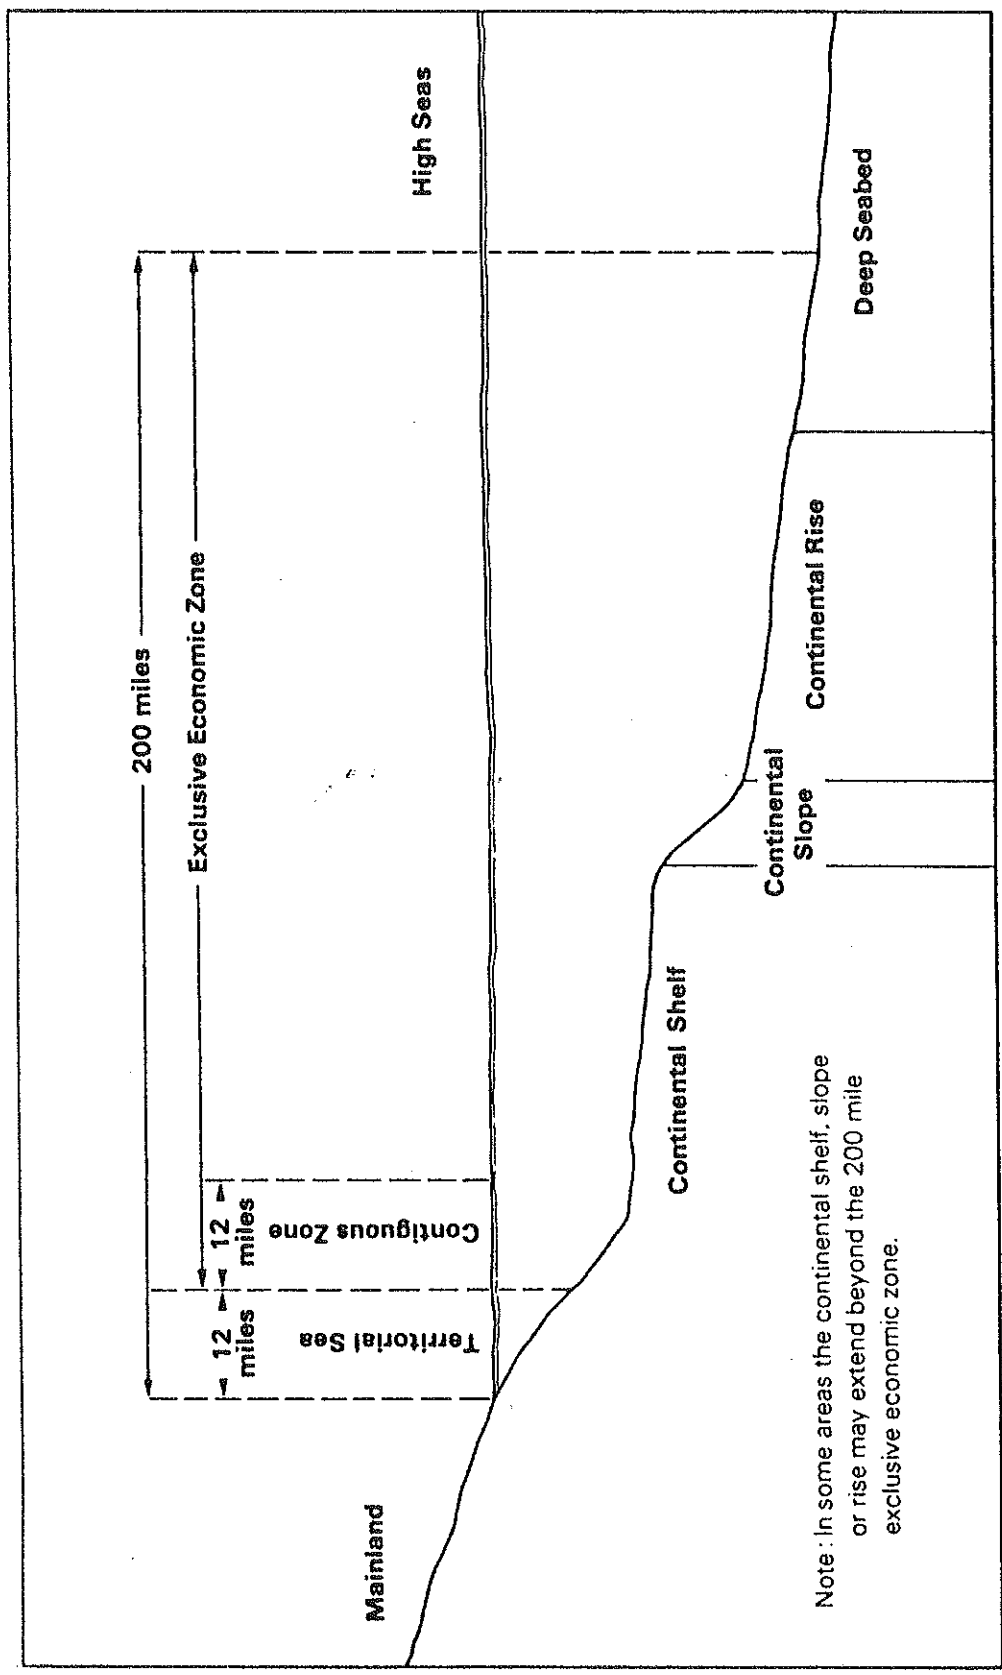 200 miles
Exclusive Economic Zone
12
miles
12
miles
Territorial Sea
Contiguous Zone
Mainland
High Seas
Continental Shelf
Continental
Slope
Continental Rise
Deep Seabed
Note: In some areas the continental shelf, slope
or rise may extend beyond the 200 mile
exclusive economic zone.